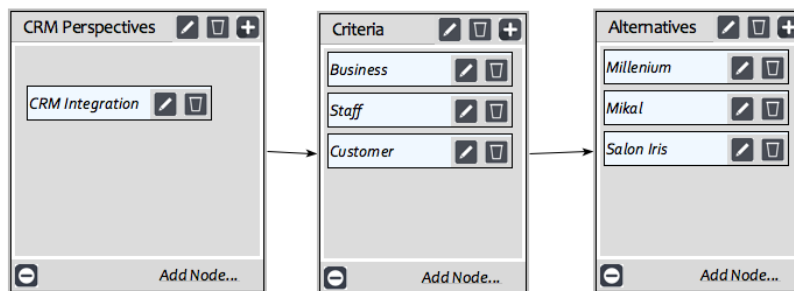 CRM Perspectives
CRM Integration
Add Node...
Criteria
Business
Staff
Customer
Add Node...
Alternatives
Millenium
Mikal
Salon Iris
Add Node...